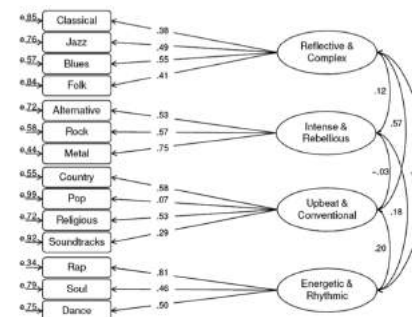 e.85 Classical .38
e.76 Jazz .49
e.57 Blues .55
e.84 Folk .41
Reflective &
Complex
.12
.57
e.72 Alternative .53
e.58 Rock .57
e.44 Metal .75
Intense &
Rebellious
-.03
.18
e.55 Country .58
e.95 Pop .07
e.72 Religious .53
e.92 Soundtracks .29
Upbeat &
Conventional
.20
e.34 Rap .81
e.79 Soul .46
e.75 Dance .50
Energetic &
Rhythmic